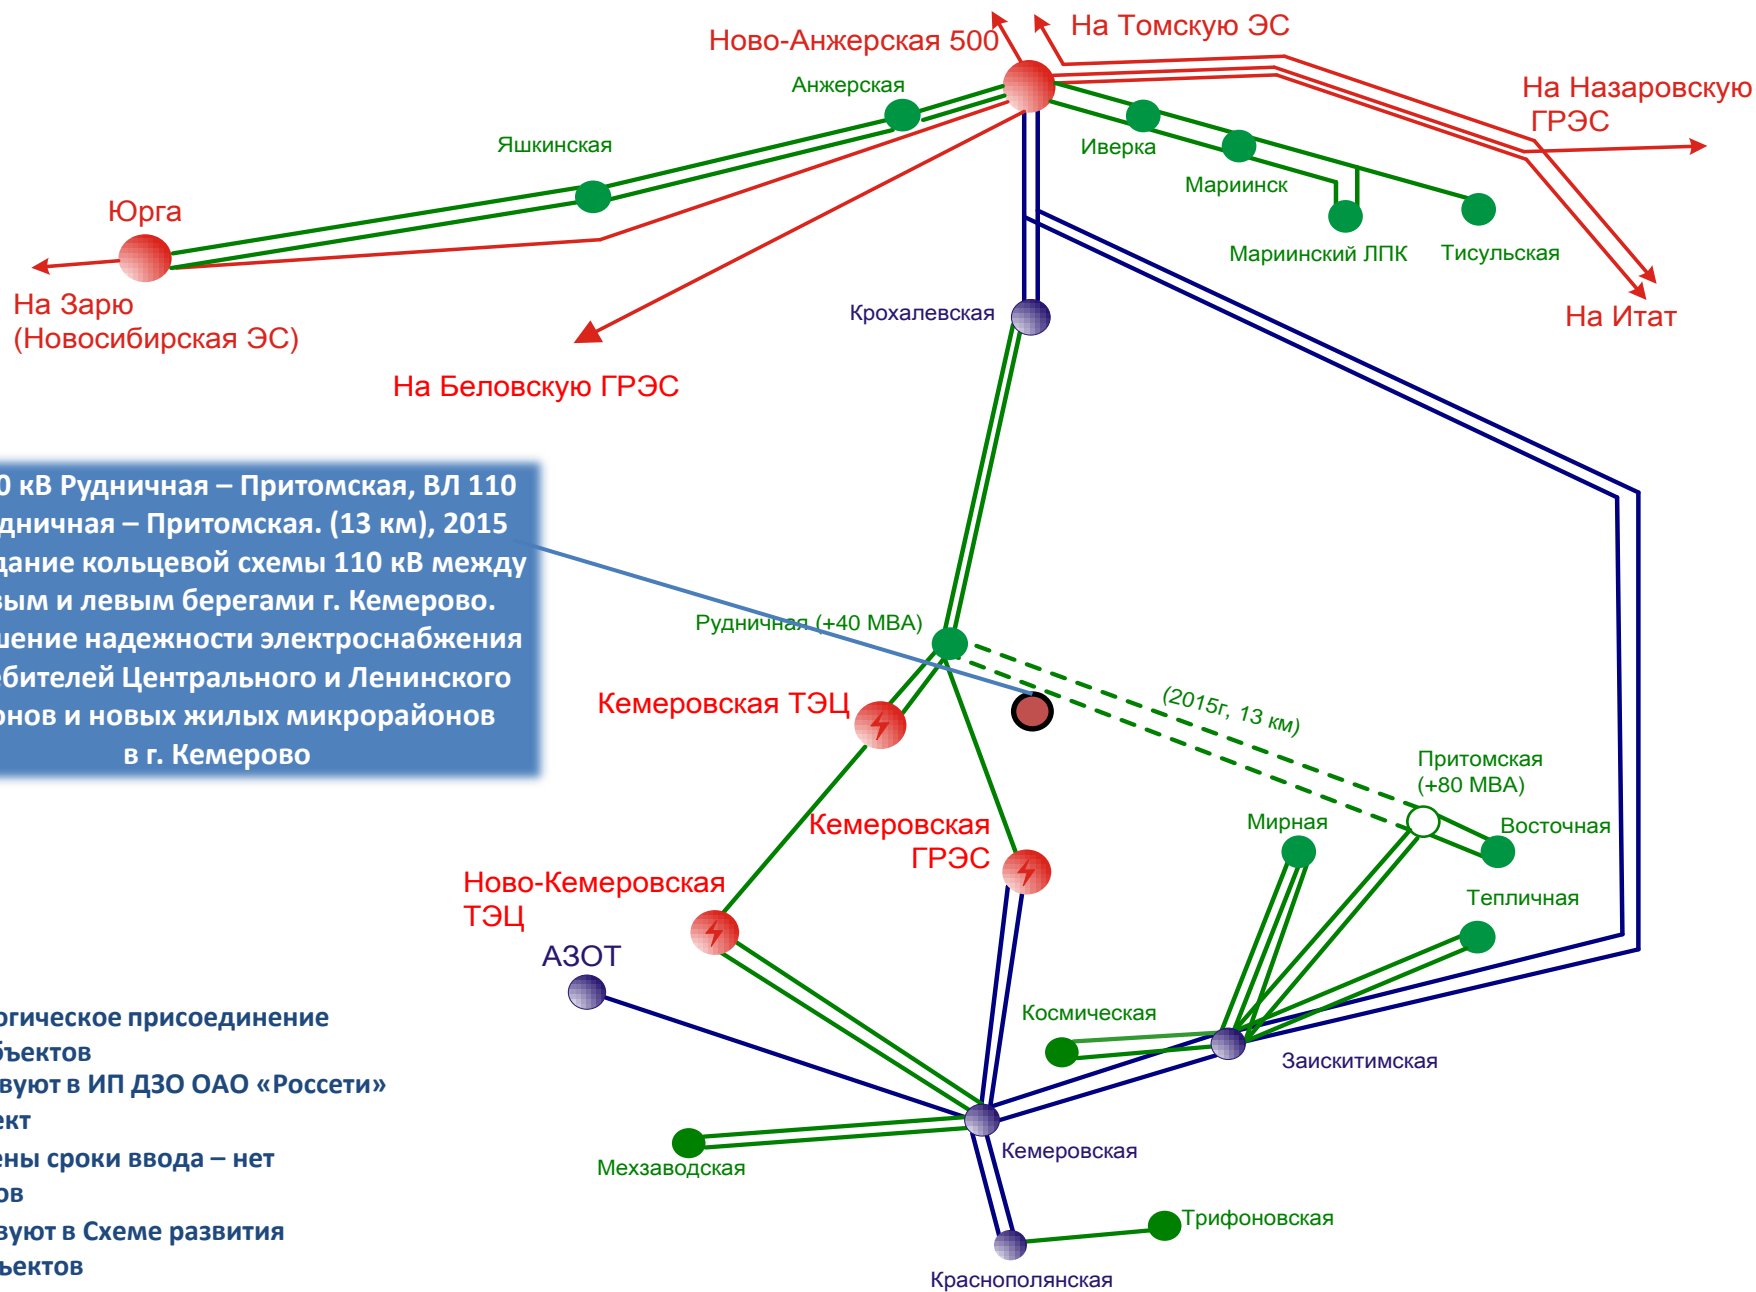 На Томскую ЭС
Ново-Анжерская 500
Анжерская
На Назаровскую
ГРЭС
Яшкинская
Иверка
Мариинск
Юрга
Мариинский ЛПК
Тисульская
На Зарю
(Новосибирская ЭС)
Крохалевская
На Итат
На Беловскую ГРЭС
0 кВ Рудничная – Притомская, ВЛ 110
дничная – Притомская. (13 км), 2015
дание кольцевой схемы 110 кВ между
вым и левым берегами г. Кемерово.
шение надежности электроснабжения
ебителей Центрального и Ленинского
онов и новых жилых микрорайонов
в г. Кемерово
Рудничная (+40 МВА)
Кемеровская ТЭЦ
(2015г, 13 км)
Притомская
(+80 МВА)
Мирная
Восточная
Кемеровская
ГРЭС
Ново-Кемеровская
ТЭЦ
Тепличная
АЗОТ
Космическая
Заискитимская
огическое присоединение
бъектов
вуют в ИП ДЗО ОАО «Россети»
ект
ены сроки ввода – нет
ов
вуют в Схеме развития
ъектов
Кемеровская
Мехзаводская
Трифоновская
Краснополянская